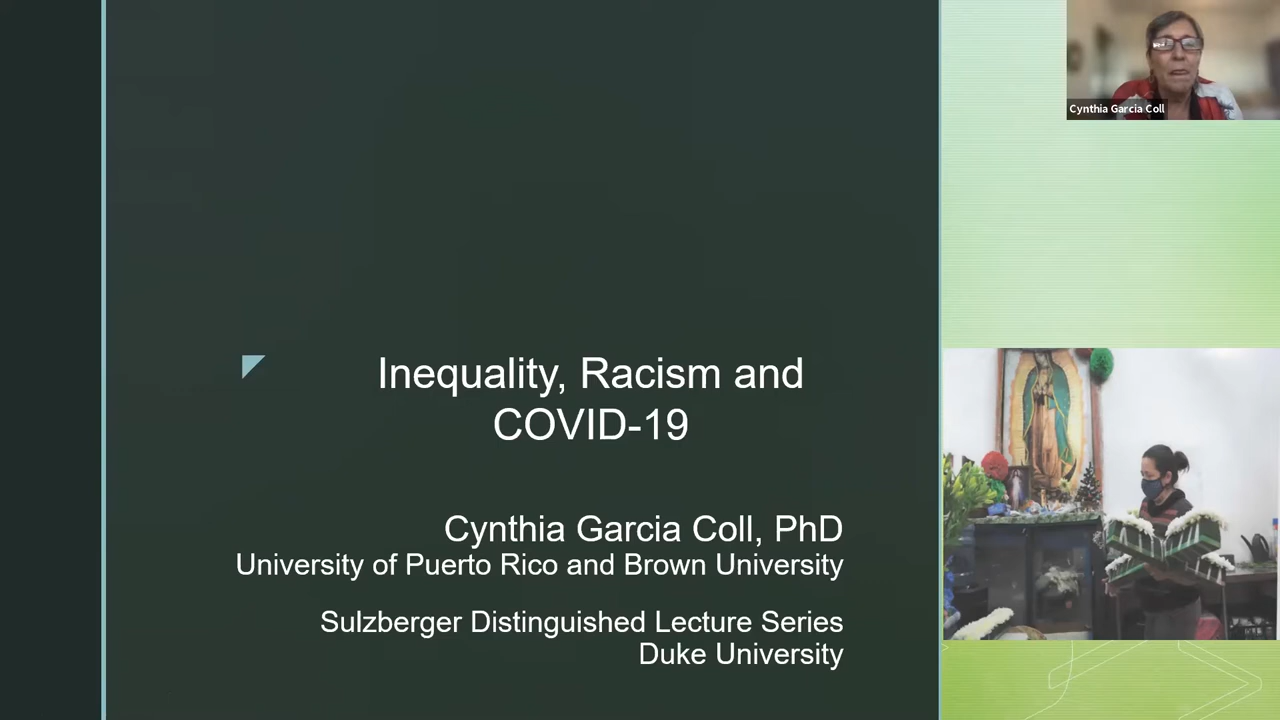 Cynthia Garcia Coll
Inequality, Racism and
COVID-19
Cynthia Garcia Coll, PhD
University of Puerto Rico and Brown University
Sulzberger Distinguished Lecture Series
Duke University